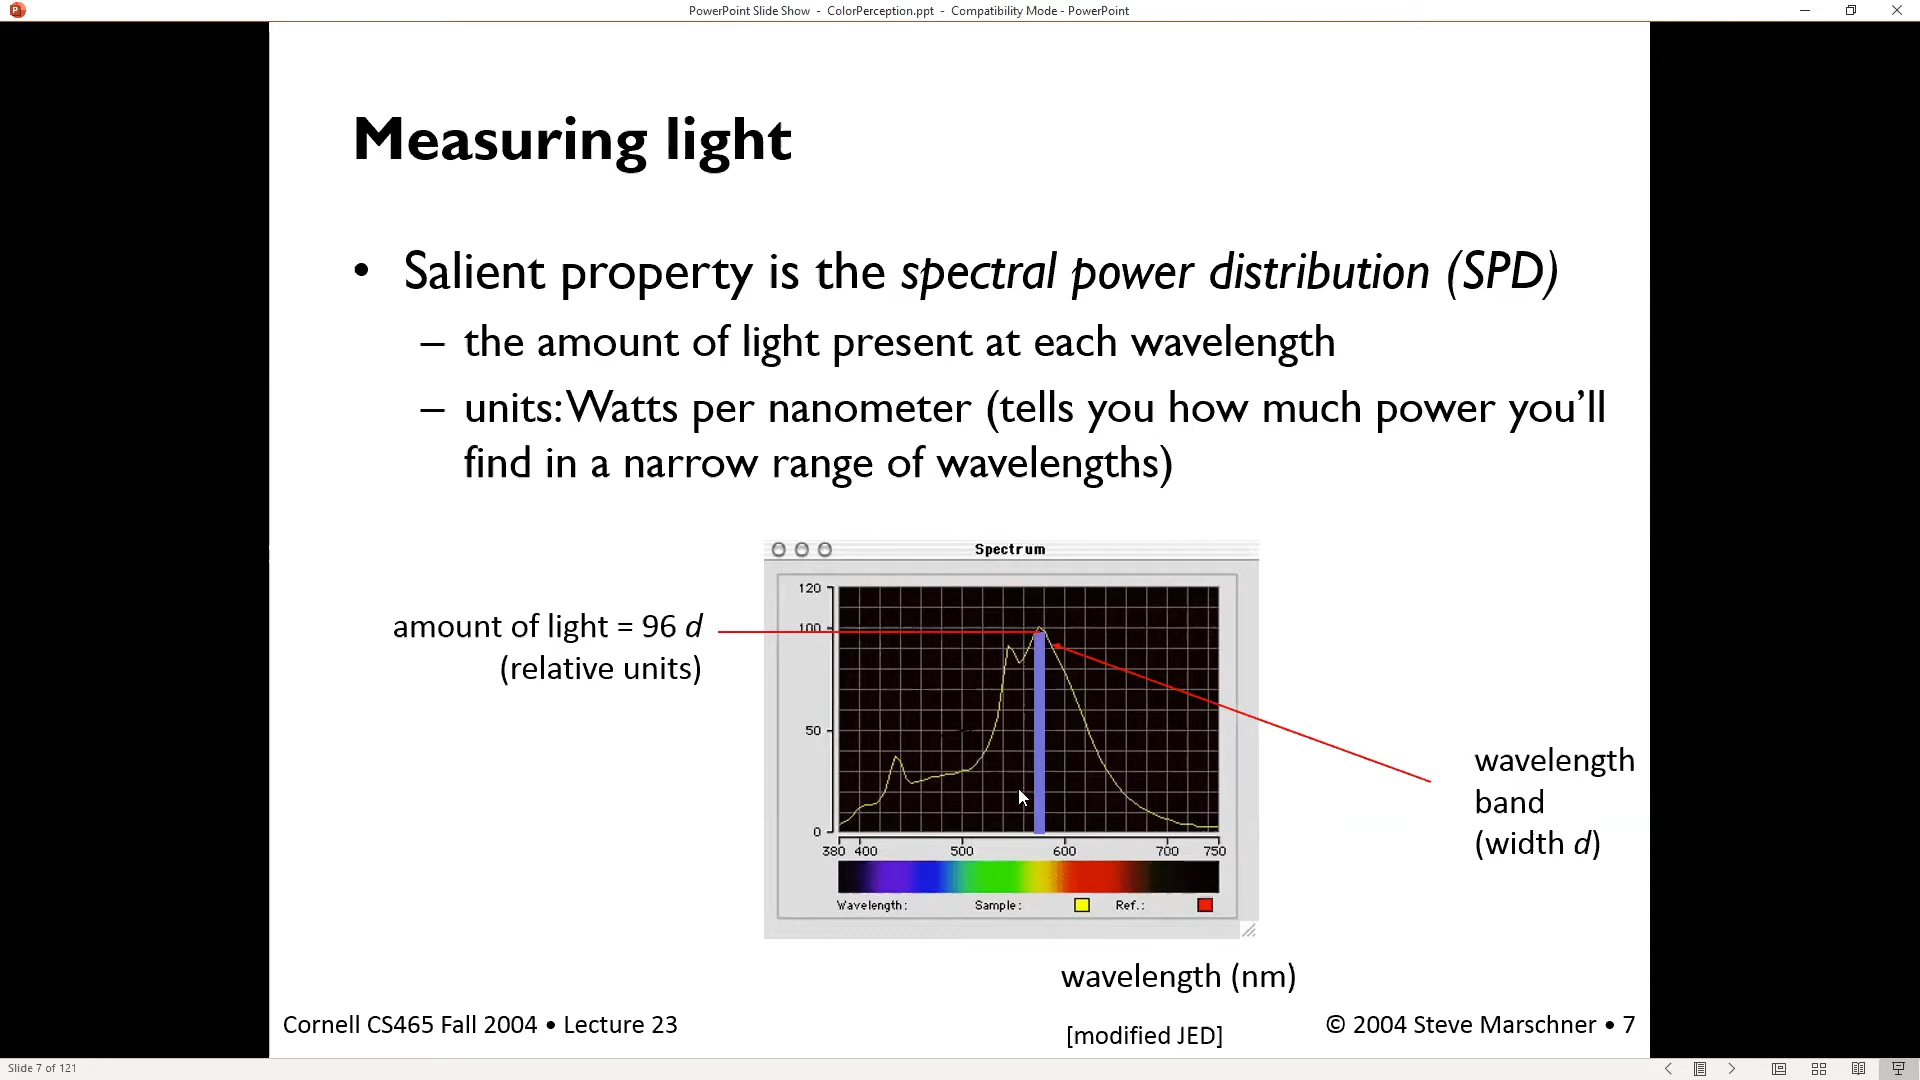 PowerPoint Slide Show - ColorPerception.ppt - Compatibility Mode - PowerPoint
Measuring light
• Salient property is the spectral power distribution (SPD)
– the amount of light present at each wavelength
– units: Watts per nanometer (tells you how much power you’ll
find in a narrow range of wavelengths)
Spectrum
120
100
50
0
380 400 500 600 700 750
Wavelength: Sample: Ref.:
amount of light = 96 d
(relative units)
wavelength
band
(width d)
wavelength (nm)
Cornell CS465 Fall 2004 • Lecture 23
[modified JED]
© 2004 Steve Marschner • 7
Slide 7 of 121